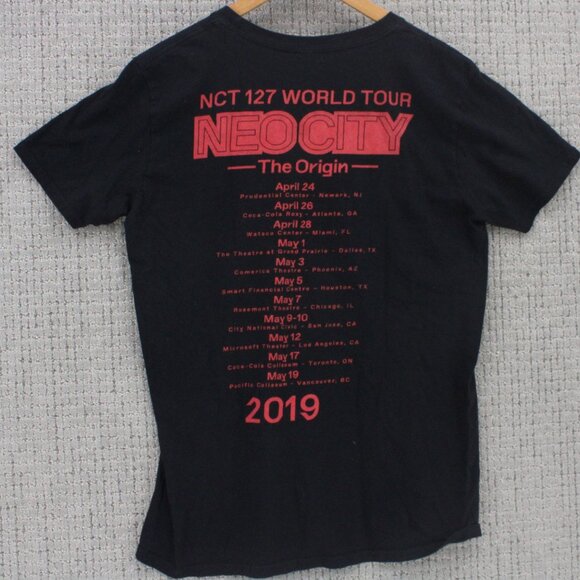 NCT 127 WORLD TOUR
NEO CITY
The Origin
April 24
Prudential Center - Newark, NJ
April 26
Coca-Cola Roxy - Atlanta, GA
April 28
Watsco Center - Miami, FL
May 1
The Theatre at Grand Prairie - Dallas, TX
May 3
Comerica Theatre - Phoenix, AZ
May 5
Smart Financial Centre - Houston, TX
May 7
Rosemont Theatre - Chicago, IL
May 9-10
City National Civic - San Jose, CA
May 12
Microsoft Theater - Los Angeles, CA
May 17
Coca-Cola Coliseum - Toronto, ON
May 19
Pacific Coliseum - Vancouver, BC
2019